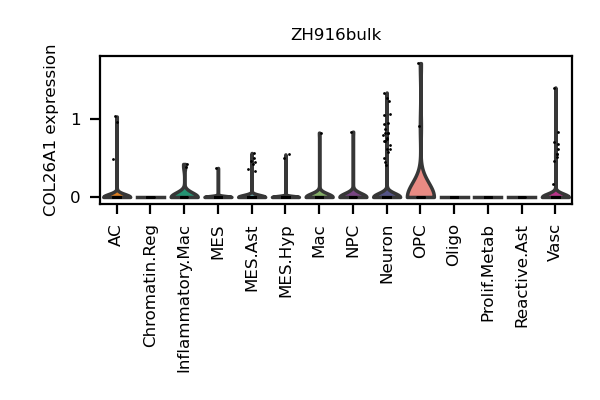 ZH916bulk
COL26A1 expression
1
0
AC
Chromatin.Reg
Inflammatory.Mac
MES
MES.Ast
MES.Hyp
Mac
NPC
Neuron
OPC
Oligo
Prolif.Metab
Reactive.Ast
Vasc